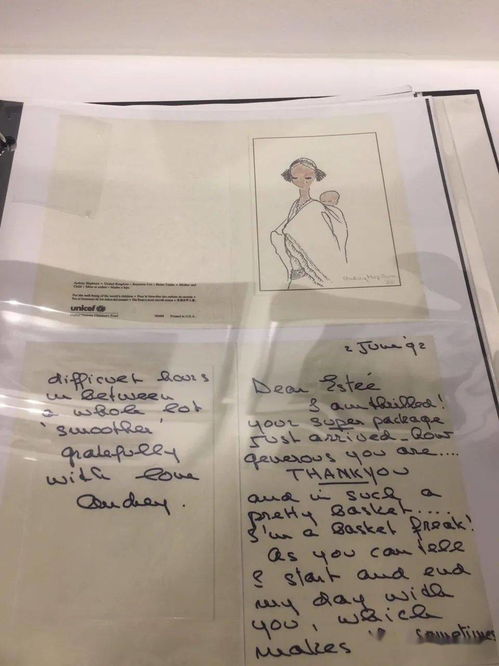 Audrey Hepburn
unicef
Printed in U.S.A.
2 June '92
Dear Estée
I am thrilled!
your super package
Just arrived - how
generous you are....
THANKYOU
and in such a
pretty basket....
I'm a basket freak!
As you can tell
I start and end
my day with
you, which
sometimes
makes
difficult hours
in between
a whole lot
'smoother'
gratefully
with love
Audrey.